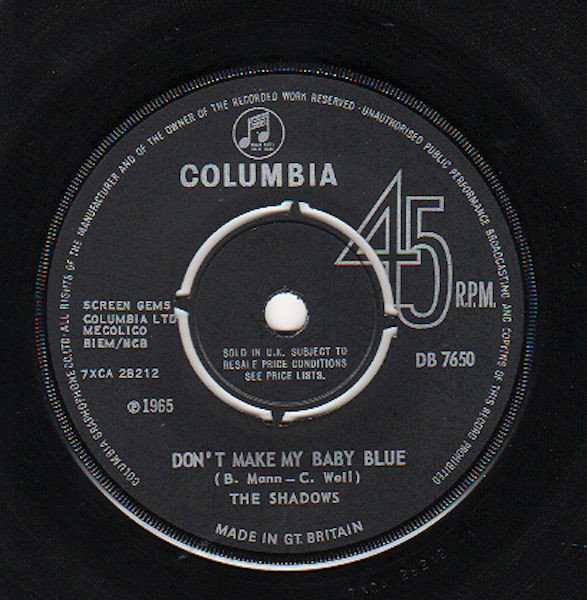 COLUMBIA GRAPHOPHONE CO. LTD. ALL RIGHTS OF THE MANUFACTURER AND OF THE OWNER OF THE RECORDED WORK RESERVED · UNAUTHORISED PUBLIC PERFORMANCE BROADCASTING AND COPYING OF THIS RECORD PROHIBITED
COLUMBIA
45
R.P.M.
SCREEN GEMS
COLUMBIA LTD
MECOLICO
BIEM/NCB
7XCA 28212
℗ 1965
SOLD IN U.K. SUBJECT TO
RESALE PRICE CONDITIONS
SEE PRICE LISTS.
DB 7650
DON'T MAKE MY BABY BLUE
(B. Mann – C. Weil)
THE SHADOWS
MADE IN GT. BRITAIN